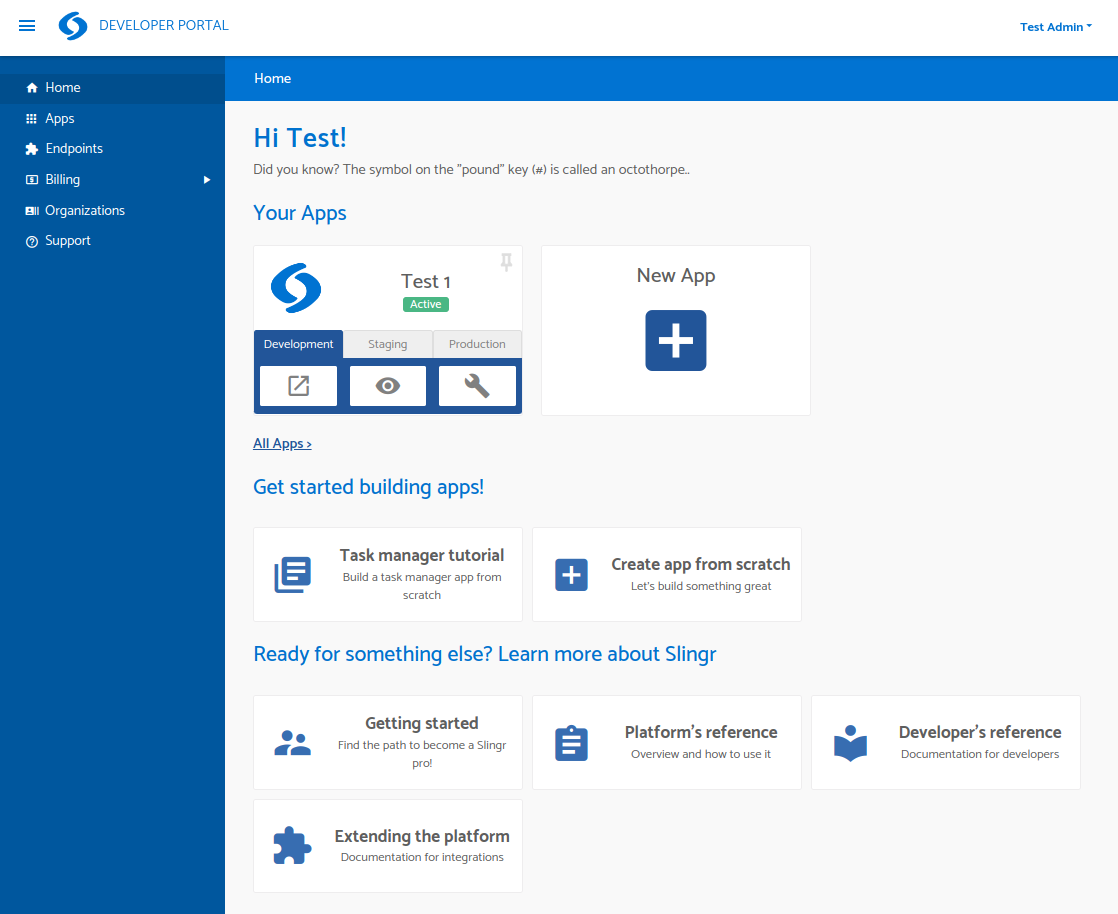 DEVELOPER PORTAL
Test Admin
Home
Apps
Endpoints
Billing
Organizations
Support
Home
Hi Test!
Did you know? The symbol on the "pound" key (#) is called an octothorpe..
Your Apps
Test 1
Active
Development
Staging
Production
New App
All Apps >
Get started building apps!
Task manager tutorial
Build a task manager app from
scratch
Create app from scratch
Let's build something great
Ready for something else? Learn more about Slingr
Getting started
Find the path to become a Slingr
pro!
Platform's reference
Overview and how to use it
Developer's reference
Documentation for developers
Extending the platform
Documentation for integrations